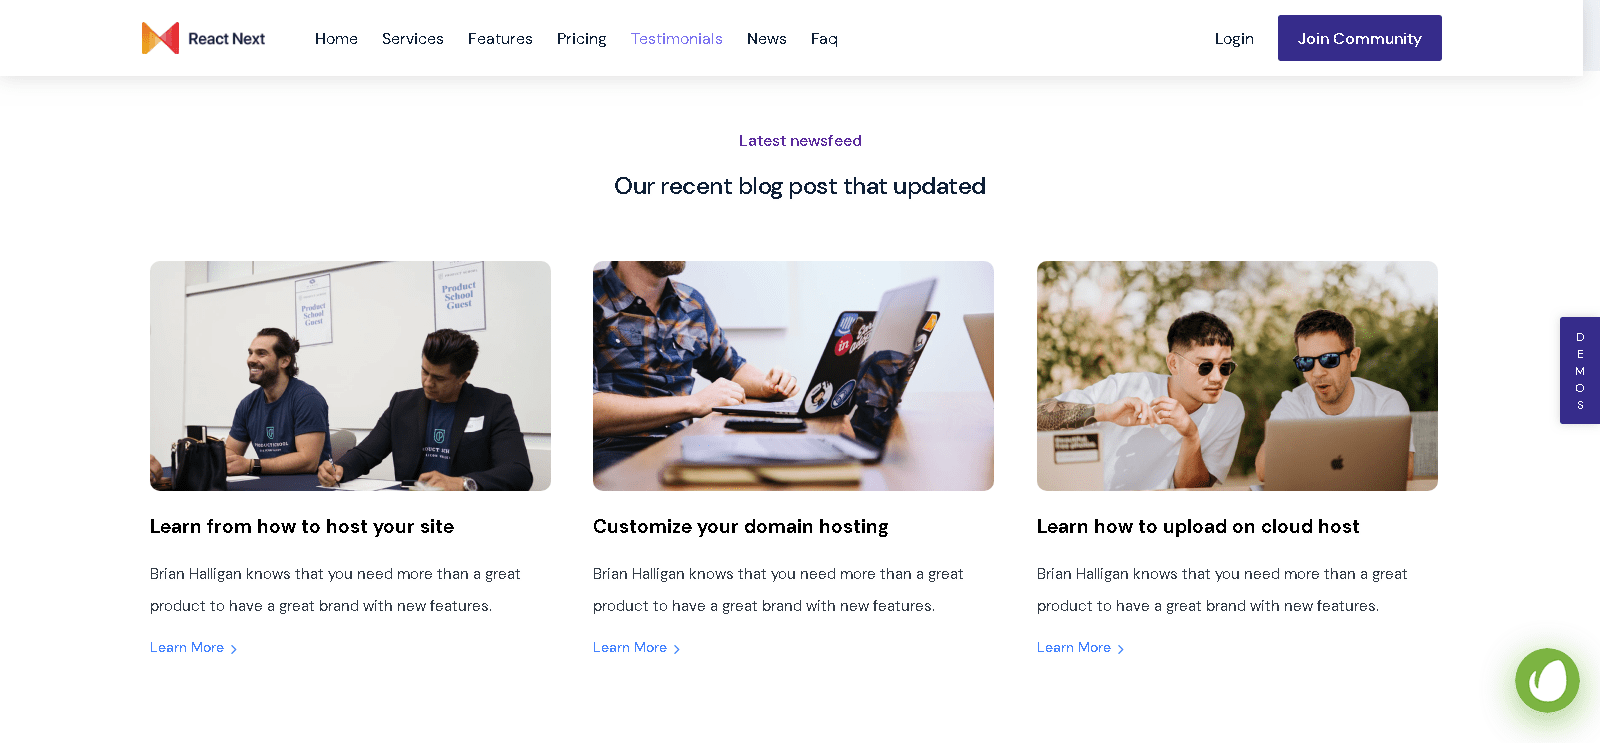 React Next
Home
Services
Features
Pricing
Testimonials
News
Faq
Login
Join Community
Latest newsfeed
Our recent blog post that updated
Product
School
Guest
Product
School
Guest
in
Learn from how to host your site
Customize your domain hosting
Learn how to upload on cloud host
Brian Halligan knows that you need more than a great
product to have a great brand with new features.
Brian Halligan knows that you need more than a great
product to have a great brand with new features.
Brian Halligan knows that you need more than a great
product to have a great brand with new features.
Learn More
Learn More
Learn More
DEMOS